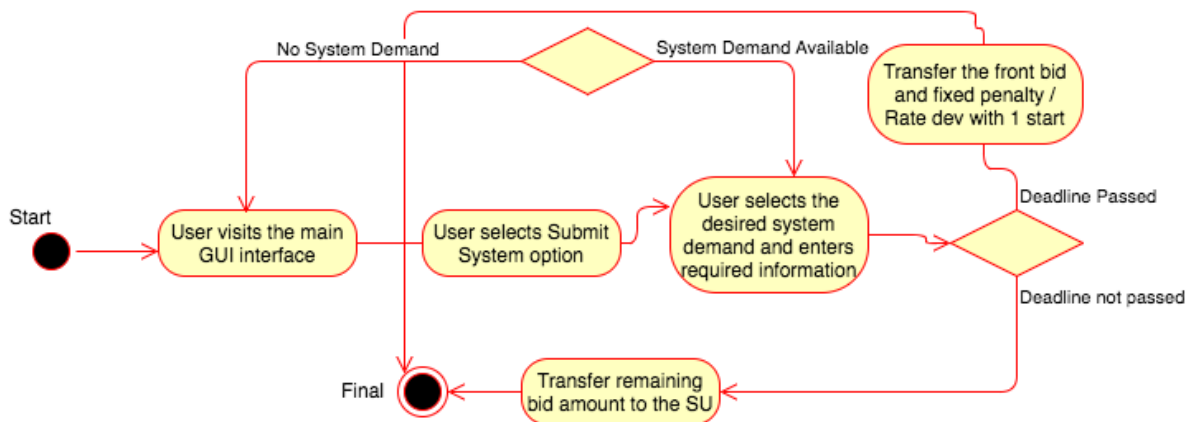 No System Demand
System Demand Available
Transfer the front bid
and fixed penalty /
Rate dev with 1 start
Start
User visits the main
GUI interface
User selects Submit
System option
User selects the
desired system
demand and enters
required information
Deadline Passed
Deadline not passed
Final
Transfer remaining
bid amount to the SU